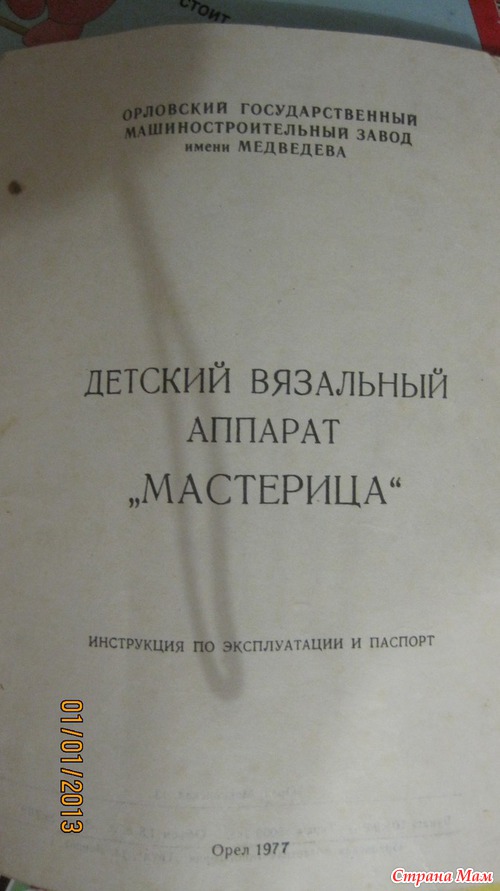 СТОИТ
ОРЛОВСКИЙ ГОСУДАРСТВЕННЫЙ
МАШИНОСТРОИТЕЛЬНЫЙ ЗАВОД
имени МЕДВЕДЕВА
ДЕТСКИЙ ВЯЗАЛЬНЫЙ
АППАРАТ
„МАСТЕРИЦА“
ИНСТРУКЦИЯ ПО ЭКСПЛУАТАЦИИ И ПАСПОРТ
01/01/2013
Орел 1977
Страна Мам